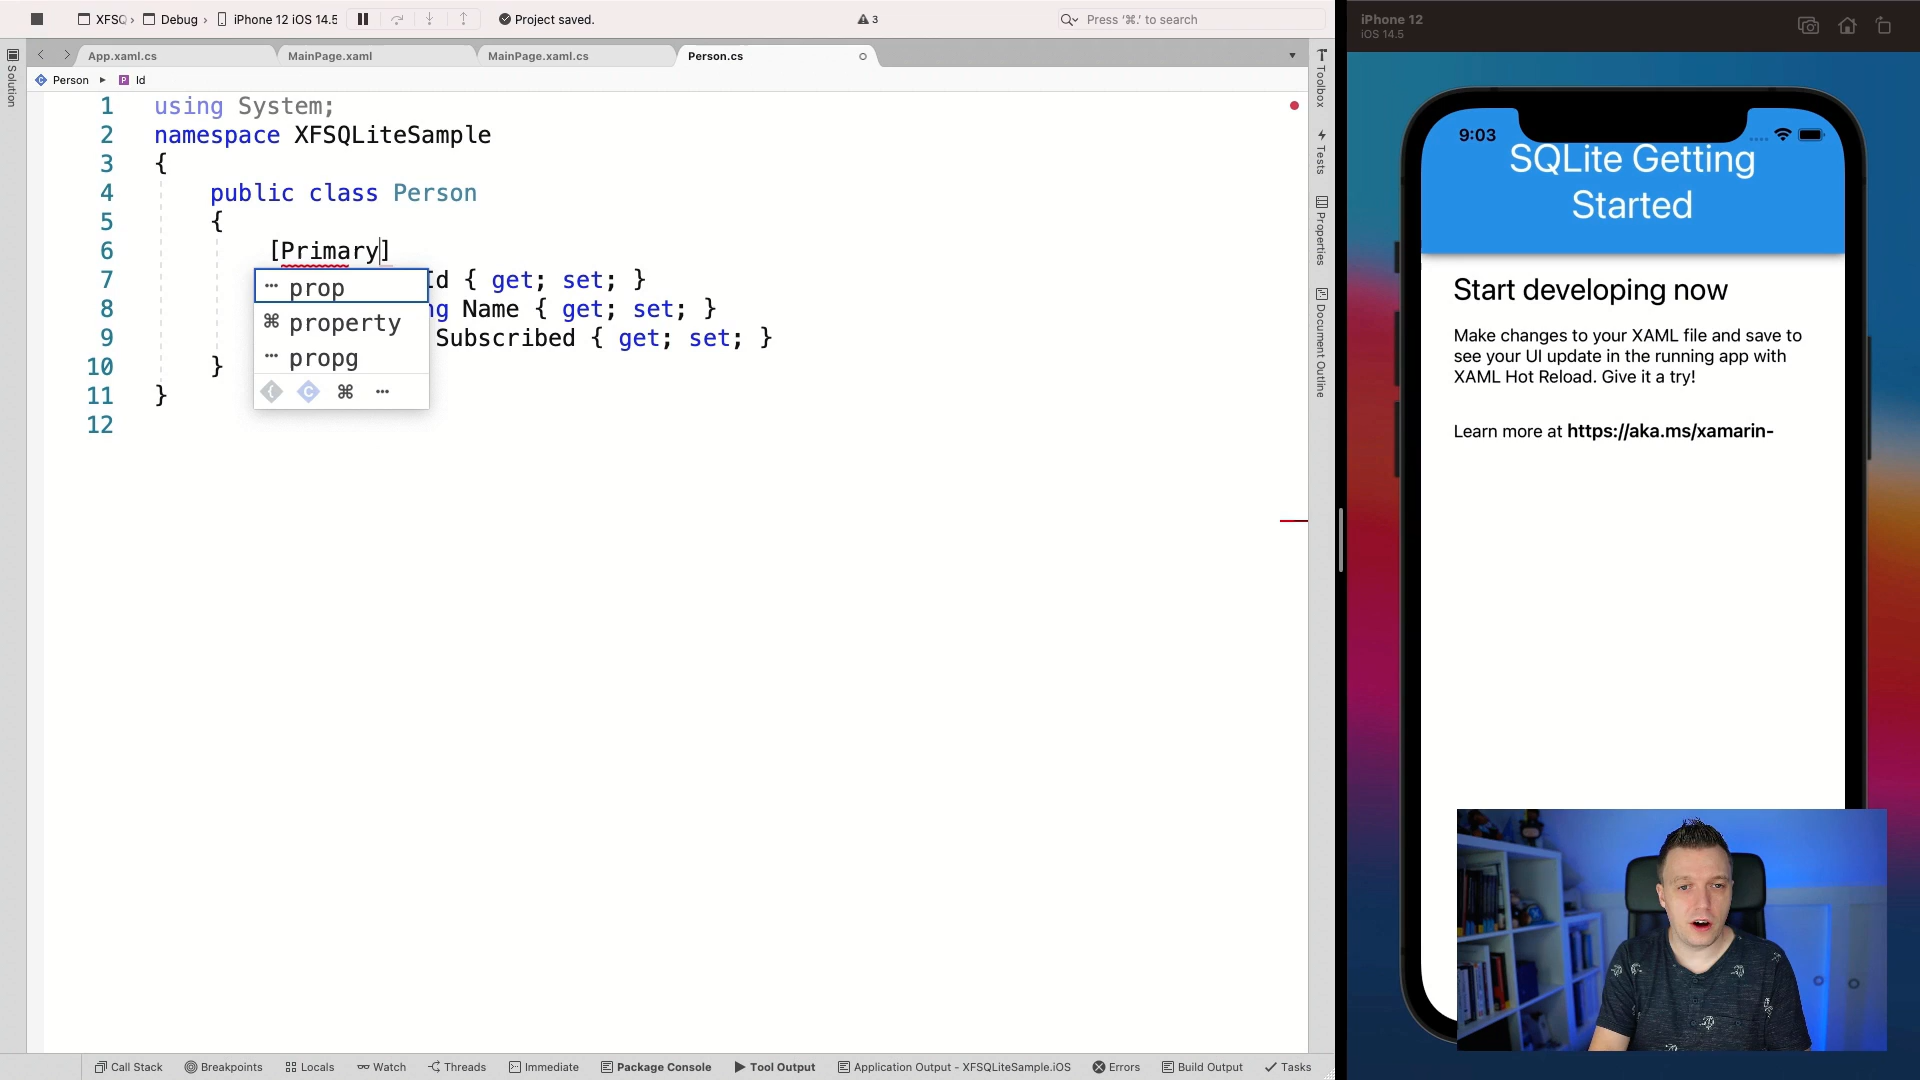 XFSQ › Debug › iPhone 12 iOS 14.5
Project saved.
3
Press ‘⌘.’ to search
App.xaml.cs
MainPage.xaml
MainPage.xaml.cs
Person.cs
Person ▸ Id
Solution
1 using System;
2 namespace XFSQLiteSample
3 {
4 public class Person
5 {
6 [Primary]
7 Id { get; set; }
8 ng Name { get; set; }
9 Subscribed { get; set; }
10 }
11 }
12
prop
property
propg
Toolbox
Tests
Properties
Document Outline
Call Stack
Breakpoints
Locals
Watch
Threads
Immediate
Package Console
Tool Output
Application Output - XFSQLiteSample.iOS
Errors
Build Output
Tasks
iPhone 12
iOS 14.5
9:03
SQLite Getting
Started
Start developing now
Make changes to your XAML file and save to
see your UI update in the running app with
XAML Hot Reload. Give it a try!
Learn more at https://aka.ms/xamarin-